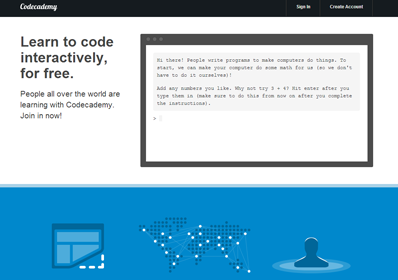 Codecademy
Sign in
Create Account
Learn to code
interactively,
for free.
People all over the world are
learning with Codecademy.
Join in now!
Hi there! People write programs to make computers do things. To
start, we can make your computer do some math for us (so we don't
have to do it ourselves)!
Add any numbers you like. Why not try 3 + 4? Hit enter after you
type them in (make sure to do this from now on after you complete
the instructions).
>